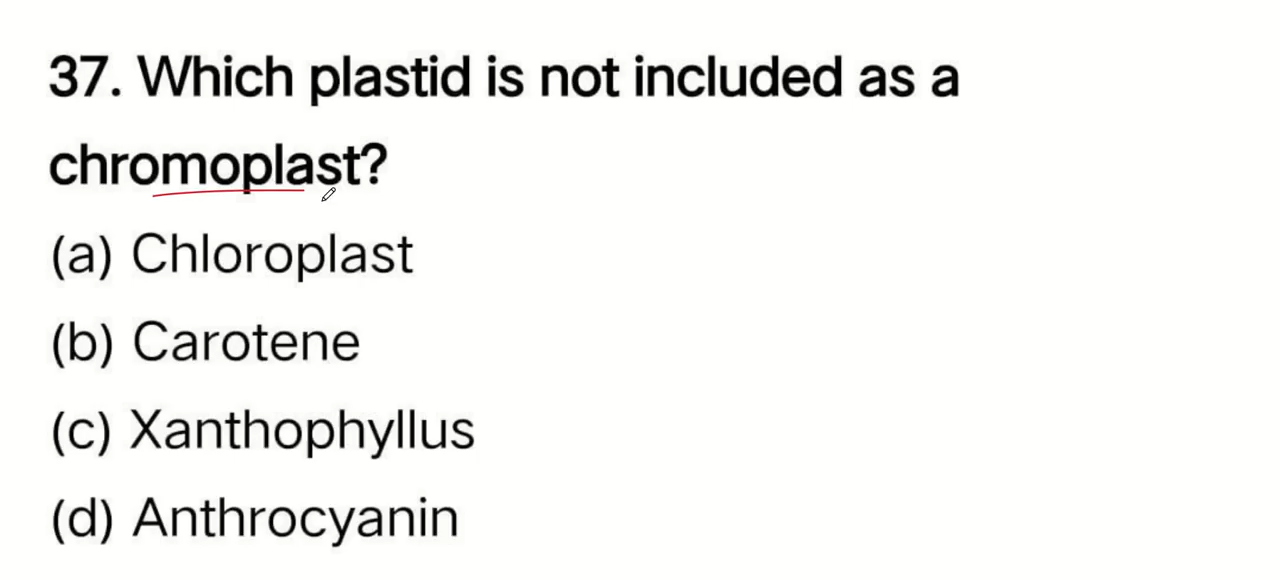 37. Which plastid is not included as a
chromoplast?
(a) Chloroplast
(b) Carotene
(c) Xanthophyllus
(d) Anthrocyanin